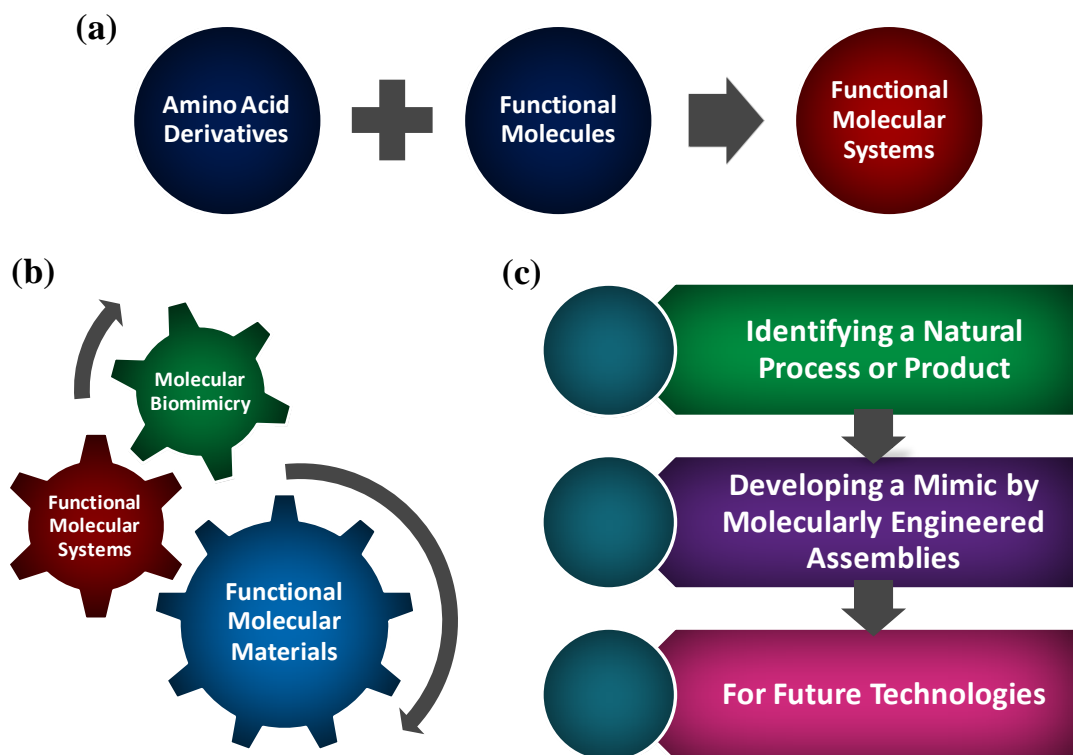 (a)
Amino Acid
Derivatives
Functional
Molecules
Functional
Molecular
Systems
(b)
Molecular
Biomimicry
Functional
Molecular
Systems
Functional
Molecular
Materials
(c)
Identifying a Natural
Process or Product
Developing a Mimic by
Molecularly Engineered
Assemblies
For Future Technologies